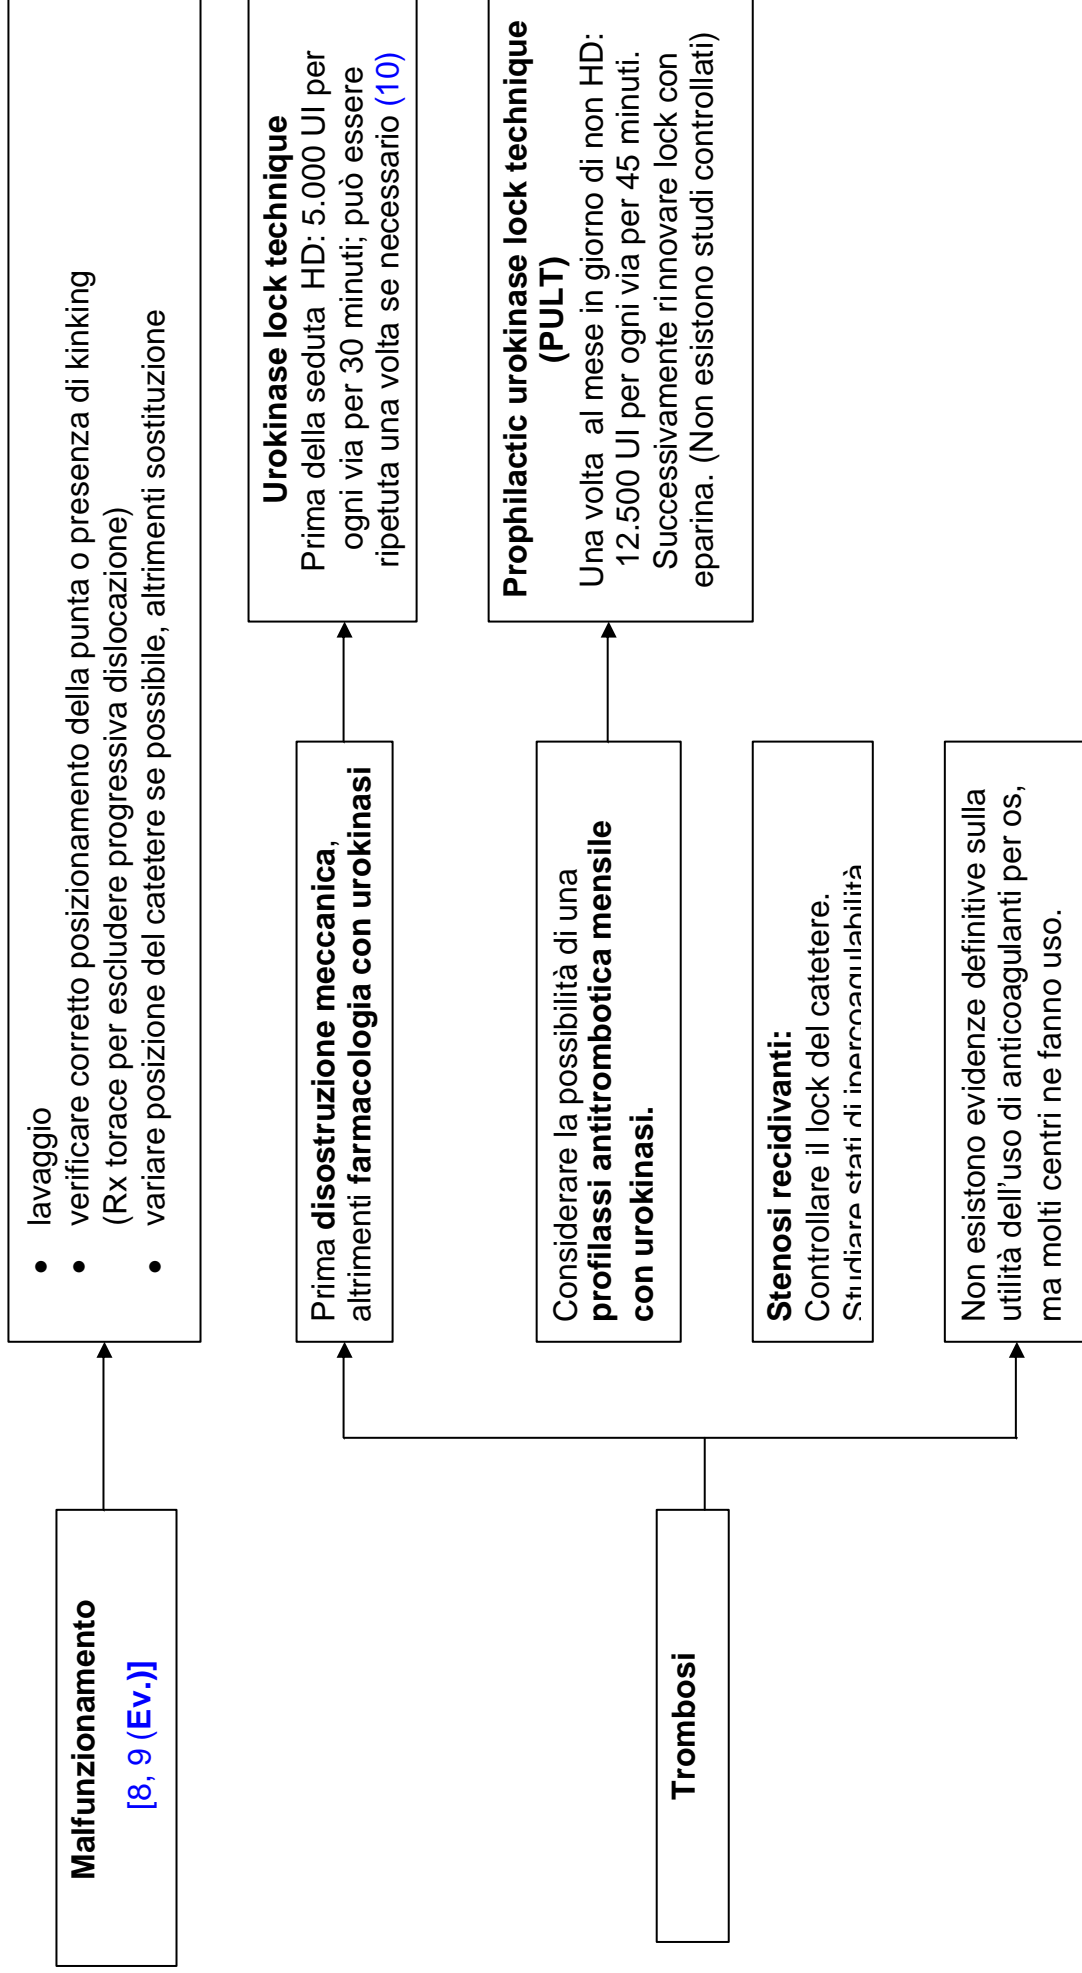 Malfunzionamento
[8, 9 (Ev.)]
• lavaggio
• verificare corretto posizionamento della punta o presenza di kinking
(Rx torace per escludere progressiva dislocazione)
• variare posizione del catetere se possibile, altrimenti sostituzione
Trombosi
Prima disostruzione meccanica,
altrimenti farmacologia con urokinasi
Urokinase lock technique
Prima della seduta HD: 5.000 UI per
ogni via per 30 minuti; può essere
ripetuta una volta se necessario (10)
Considerare la possibilità di una
profilassi antitrombotica mensile
con urokinasi.
Prophilactic urokinase lock technique
(PULT)
Una volta al mese in giorno di non HD:
12.500 UI per ogni via per 45 minuti.
Successivamente rinnovare lock con
eparina. (Non esistono studi controllati)
Stenosi recidivanti:
Controllare il lock del catetere.
Studiare stati di ipercoagulabilità
Non esistono evidenze definitive sulla
utilità dell'uso di anticoagulanti per os,
ma molti centri ne fanno uso.